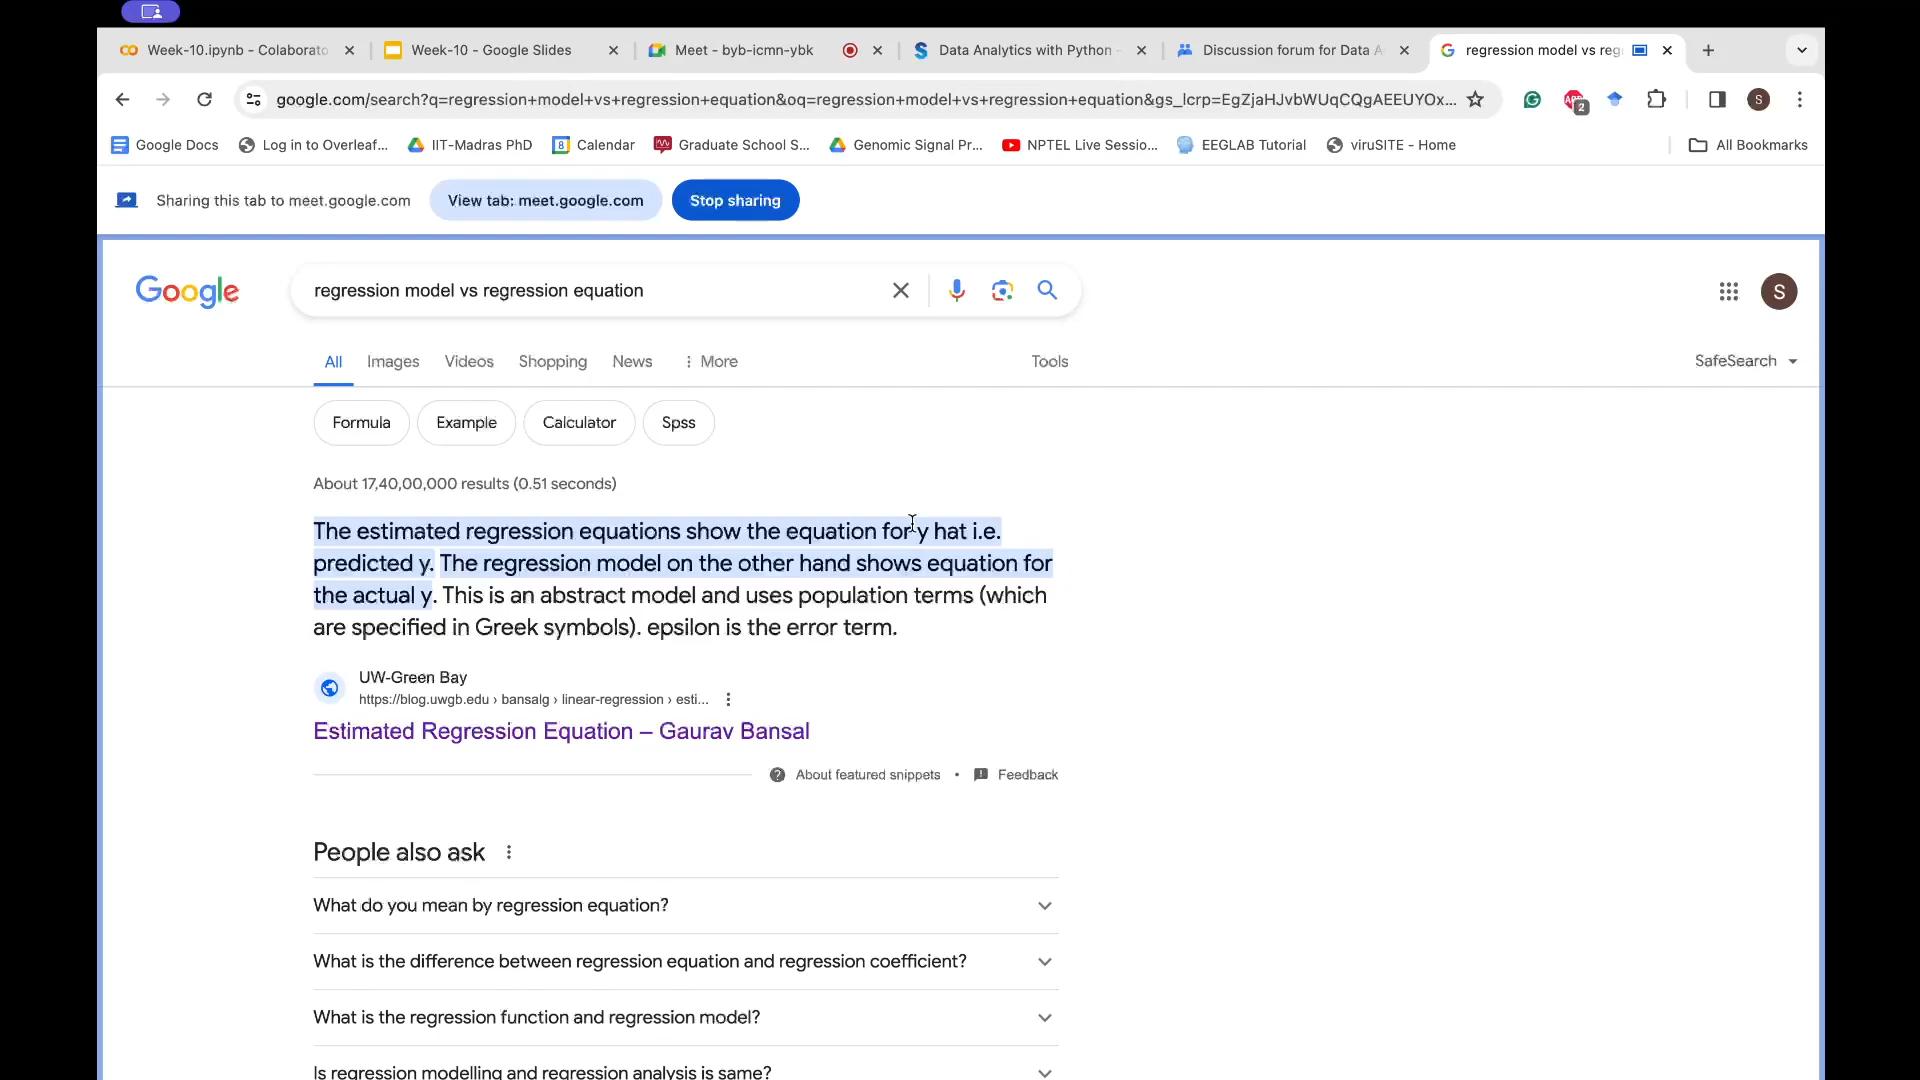 Week-10.ipynb - Colaborato
Week-10 - Google Slides
Meet - byb-icmn-ybk
Data Analytics with Python -
Discussion forum for Data A
regression model vs reg
google.com/search?q=regression+model+vs+regression+equation&oq=regression+model+vs+regression+equation&gs_lcrp=EgZjaHJvbWUqCQgAEEUYOx...
2
S
Google Docs
Log in to Overleaf...
IIT-Madras PhD
8
Calendar
Graduate School S...
Genomic Signal Pr...
NPTEL Live Sessio...
EEGLAB Tutorial
viruSITE - Home
All Bookmarks
Sharing this tab to meet.google.com
View tab: meet.google.com
Stop sharing
Google
regression model vs regression equation
S
All
Images
Videos
Shopping
News
More
Tools
SafeSearch
Formula
Example
Calculator
Spss
About 17,40,00,000 results (0.51 seconds)
The estimated regression equations show the equation for y hat i.e.
predicted y. The regression model on the other hand shows equation for
the actual y. This is an abstract model and uses population terms (which
are specified in Greek symbols). epsilon is the error term.
UW-Green Bay
https://blog.uwgb.edu › bansalg › linear-regression › esti...
Estimated Regression Equation – Gaurav Bansal
About featured snippets • Feedback
People also ask
What do you mean by regression equation?
What is the difference between regression equation and regression coefficient?
What is the regression function and regression model?
Is regression modelling and regression analysis is same?